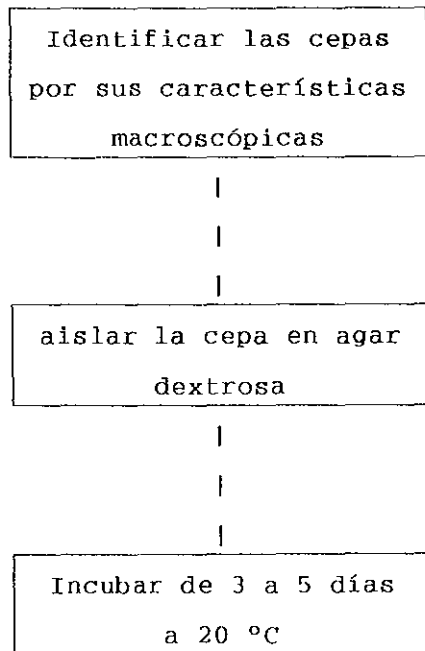 Identificar las cepas
por sus características
macroscópicas
aislar la cepa en agar
dextrosa
Incubar de 3 a 5 días
a 20 ºC